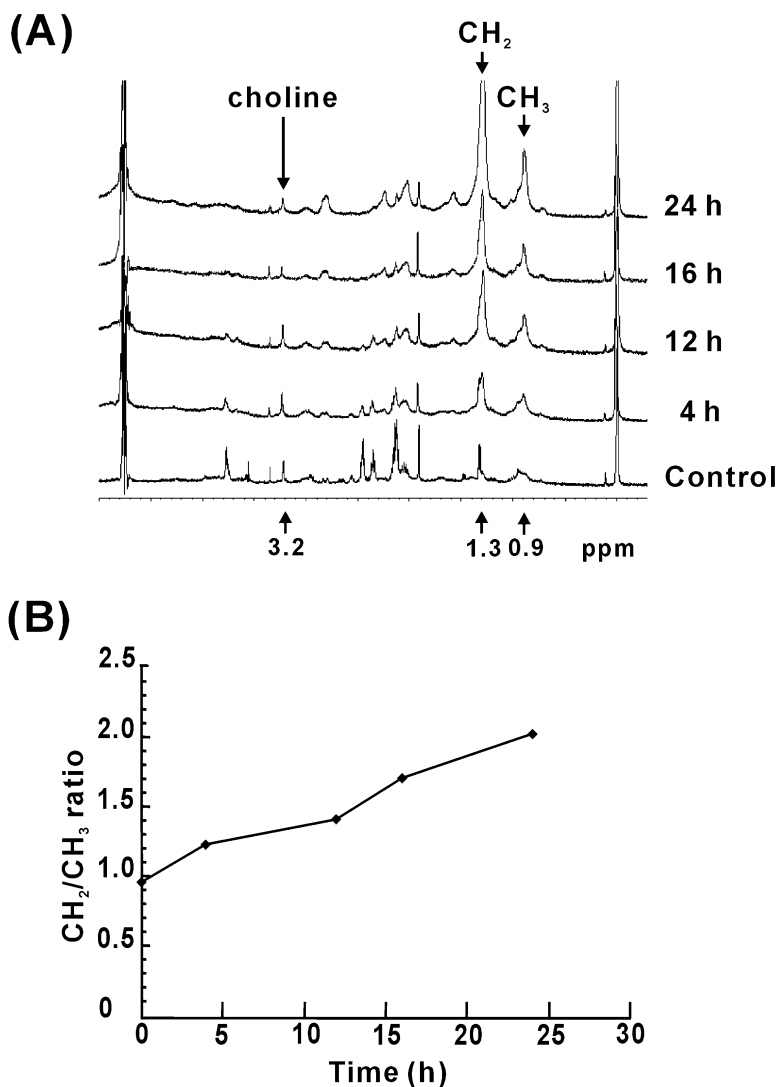 (A)
CH₂
choline
CH₃
24 h
16 h
12 h
4 h
Control
3.2
1.3
0.9
ppm
(B)
2.5
2.0
1.5
1.0
0.5
0
CH₂/CH₃ ratio
0 5 10 15 20 25 30
Time (h)